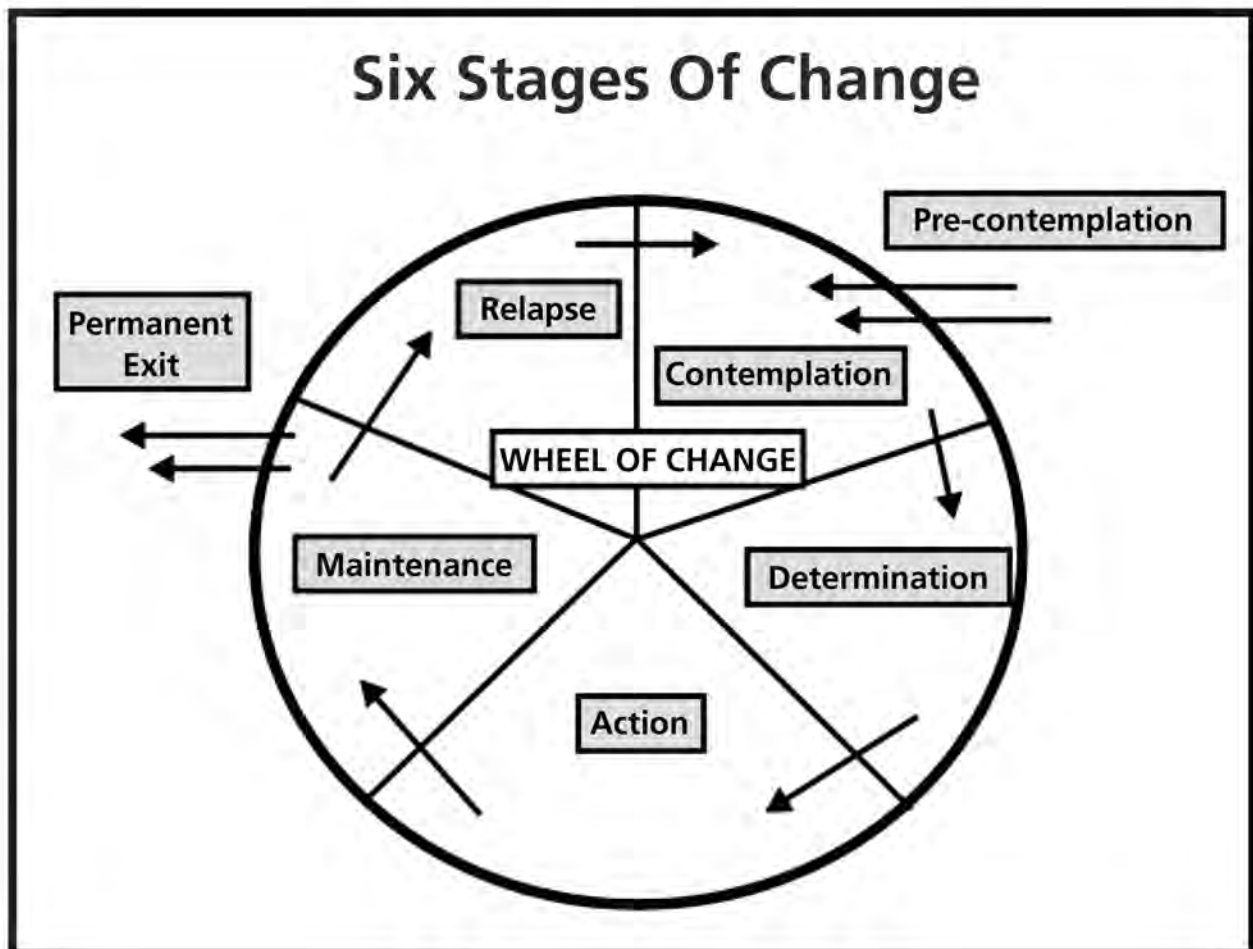 Six Stages Of Change
Pre-contemplation
Relapse
Permanent
Exit
Contemplation
WHEEL OF CHANGE
Maintenance
Determination
Action